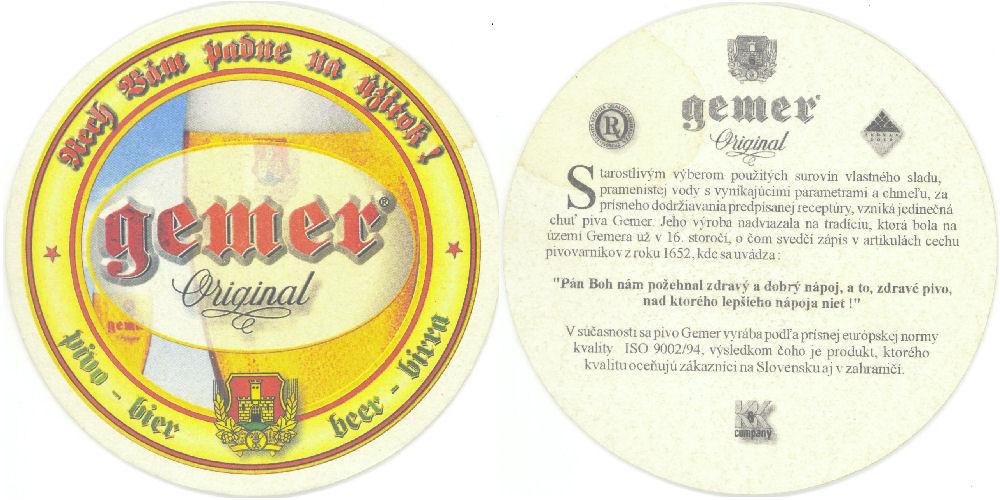 Nech Vám padne na úžitok!
gemer®
Original
gemer
pivo - bier
beer - birra
gemer
R
Original
Starostlivým výberom použitých surovín vlastného sladu,
pramenistej vody s vynikajúcimi parametrami a chmeľu, za
prísneho dodržiavania predpísanej receptúry, vzniká jedinečná
chuť piva Gemer. Jeho výroba nadviazala na tradíciu, ktorá bola na
území Gemera už v 16. storočí, o čom svedčí zápis v artikulách cechu
pivovarníkov z roku 1652, kde sa uvádza:
"Pán Boh nám požehnal zdravý a dobrý nápoj, a to, zdravé pivo,
nad ktorého lepšieho nápoja niet !"
V súčasnosti sa pivo Gemer vyrába podľa prísnej európskej normy
kvality ISO 9002/94, výsledkom čoho je produkt, ktorého
kvalitu oceňujú zákazníci na Slovensku aj v zahraničí.
K&K
company